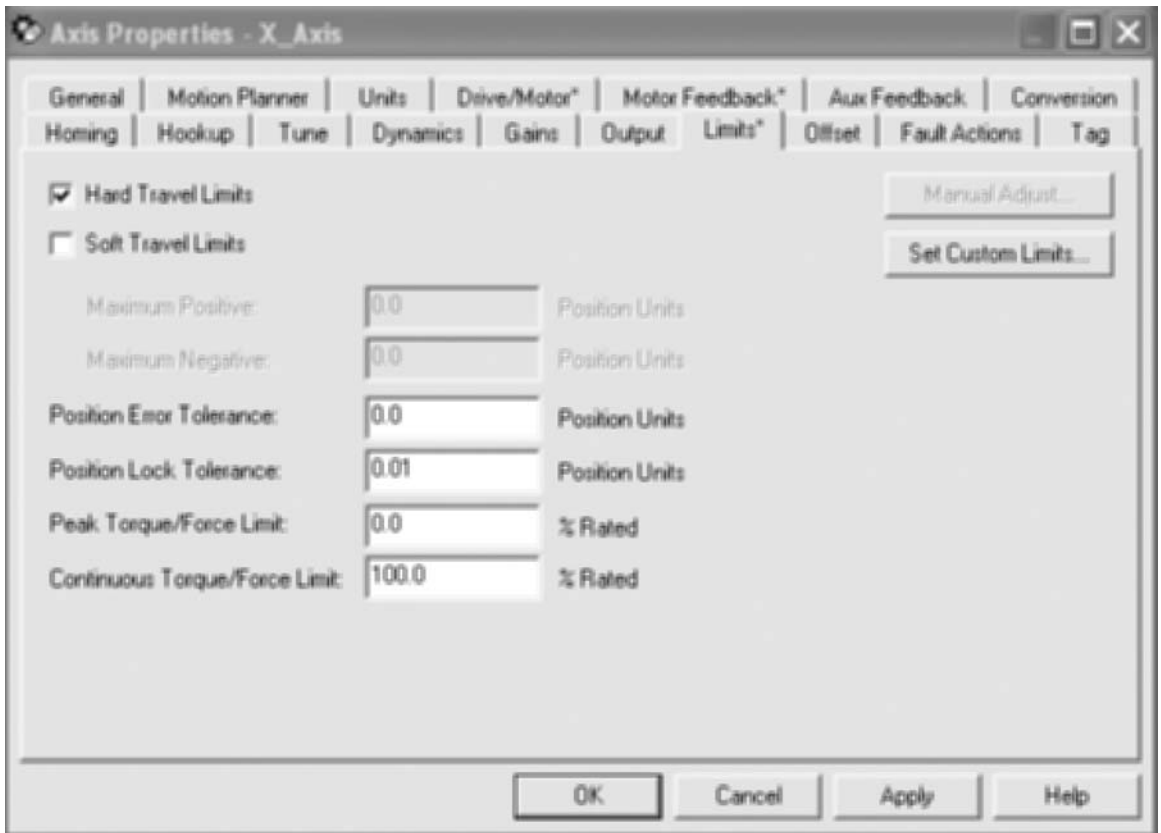 Axis Properties - X_Axis
General Motion Planner Units Drive/Motor* Motor Feedback* Aux Feedback Conversion
Homing Hookup Tune Dynamics Gains Output Limits* Offset Fault Actions Tag
Hard Travel Limits
Manual Adjust...
Soft Travel Limits
Set Custom Limits...
Maximum Positive: 0.0 Position Units
Maximum Negative: 0.0 Position Units
Position Error Tolerance: 0.0 Position Units
Position Lock Tolerance: 0.01 Position Units
Peak Torque/Force Limit: 0.0 % Rated
Continuous Torque/Force Limit: 100.0 % Rated
OK Cancel Apply Help